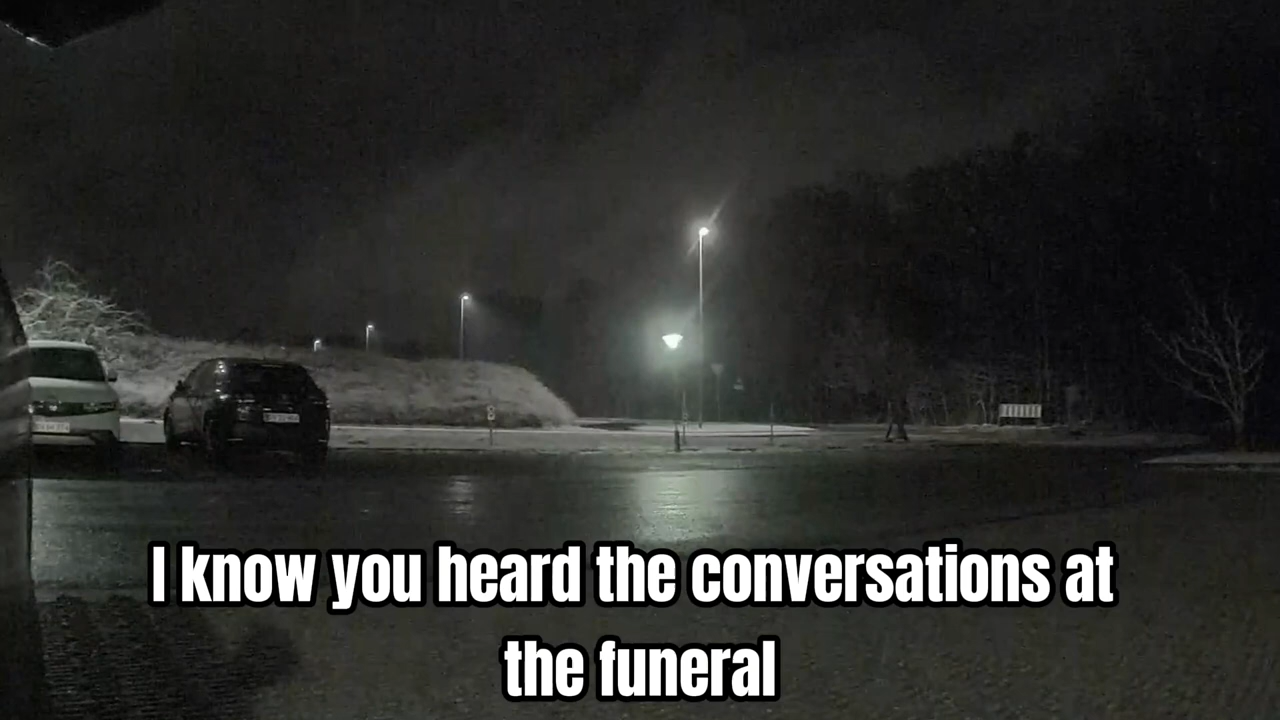 I know you heard the conversations at
the funeral